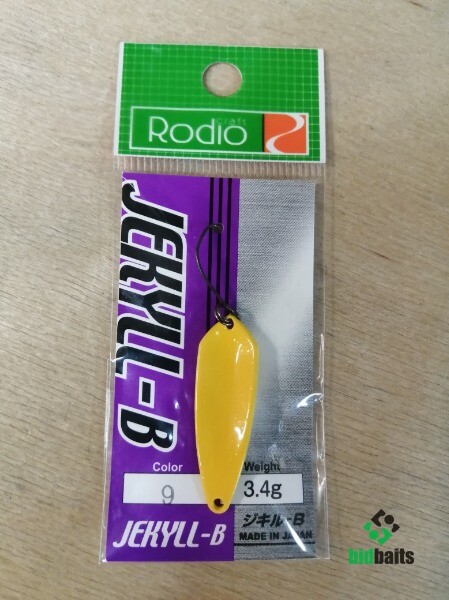 craft
Rodio
JEKYLL-B
Color
Weight
9
3.4g
JEKYLL-B
ジキル-B
MADE IN JAPAN
bidbaits